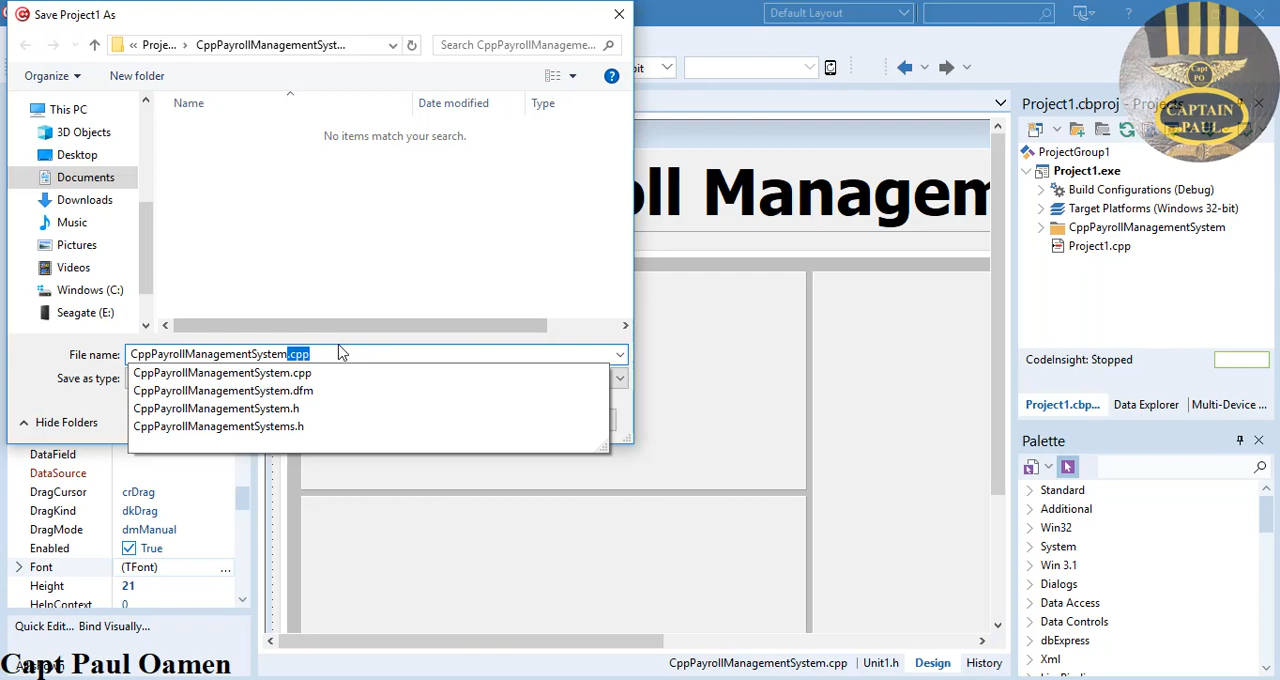 Save Project1 As
« Proje... › CppPayrollManagementSyst...
Search CppPayrollManageme...
Organize
New folder
This PC
3D Objects
Desktop
Documents
Downloads
Music
Pictures
Videos
Windows (C:)
Seagate (E:)
Name
Date modified
Type
No items match your search.
File name:
CppPayrollManagementSystem.cpp
Save as type:
CppPayrollManagementSystem.cpp
CppPayrollManagementSystem.dfm
CppPayrollManagementSystem.h
CppPayrollManagementSystems.h
Hide Folders
DataField
DataSource
DragCursor crDrag
DragKind dkDrag
DragMode dmManual
Enabled True
Font (TFont) ...
Height 21
HelpContext 0
Quick Edit... Bind Visually...
Capt Paul Oamen
Default Layout
bit
oll Managem
CppPayrollManagementSystem.cpp Unit1.h Design History
Capt
PO
CAPTAIN
PAUL
Project1.cbproj - Projects
ProjectGroup1
Project1.exe
Build Configurations (Debug)
Target Platforms (Windows 32-bit)
CppPayrollManagementSystem
Project1.cpp
CodeInsight: Stopped
Project1.cbp... Data Explorer Multi-Device ...
Palette
Standard
Additional
Win32
System
Win 3.1
Dialogs
Data Access
Data Controls
dbExpress
Xml